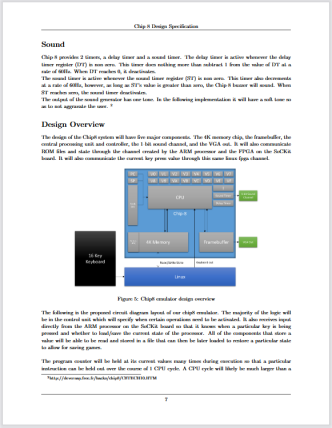 Chip 8 Design Specification
Sound
Chip 8 provides 2 timers, a delay timer and a sound timer. The delay timer is active whenever the delay
timer register (DT) is non zero. This timer does nothing more than subtract 1 from the value of DT at a
rate of 60Hz. When DT reaches 0, it deactivates.
The sound timer is active whenever the sound timer register (ST) is non zero. This timer also decrements
at a rate of 60Hz, however, as long as ST's value is greater than zero, the Chip 8 buzzer will sound. When
ST reaches zero, the sound timer deactivates.
The output of the sound generator has one tone. In the following implementation it will have a soft tone so
as to not aggravate the user.
Design Overview
The design of the Chip8 system will have five major components. The 4K memory chip, the framebuffer, the
central processing unit and controller, the 1 bit sound channel, and the VGA out. It will also communicate
ROM files and state through the channel created by the ARM processor and the FPGA on the SoCKit
board. It will also communicate the current key press value through this same linux fpga channel.
CPU
Chip 8
4K Memory
Framebuffer
16 Key
Keyboard
Linux
Figure 5: Chip8 emulator design overview
The following is the proposed circuit diagram layout of our chip8 emulator. The majority of the logic will
be in the control unit which will specify when certain operations need to be activated. It also receives input
directly from the ARM processor on the SoCKit board so that it knows when a particular key is being
pressed and whether to load/save the current state of the processor. All of the components that store a
value will be able to be read and stored in a file that can then be later loaded to restore a particular state
to allow for saving games.
The program counter will be held at its current values many times during execution so that a particular
instruction can be held out over the course of 1 CPU cycle. A CPU cycle will be likely much larger than a
7